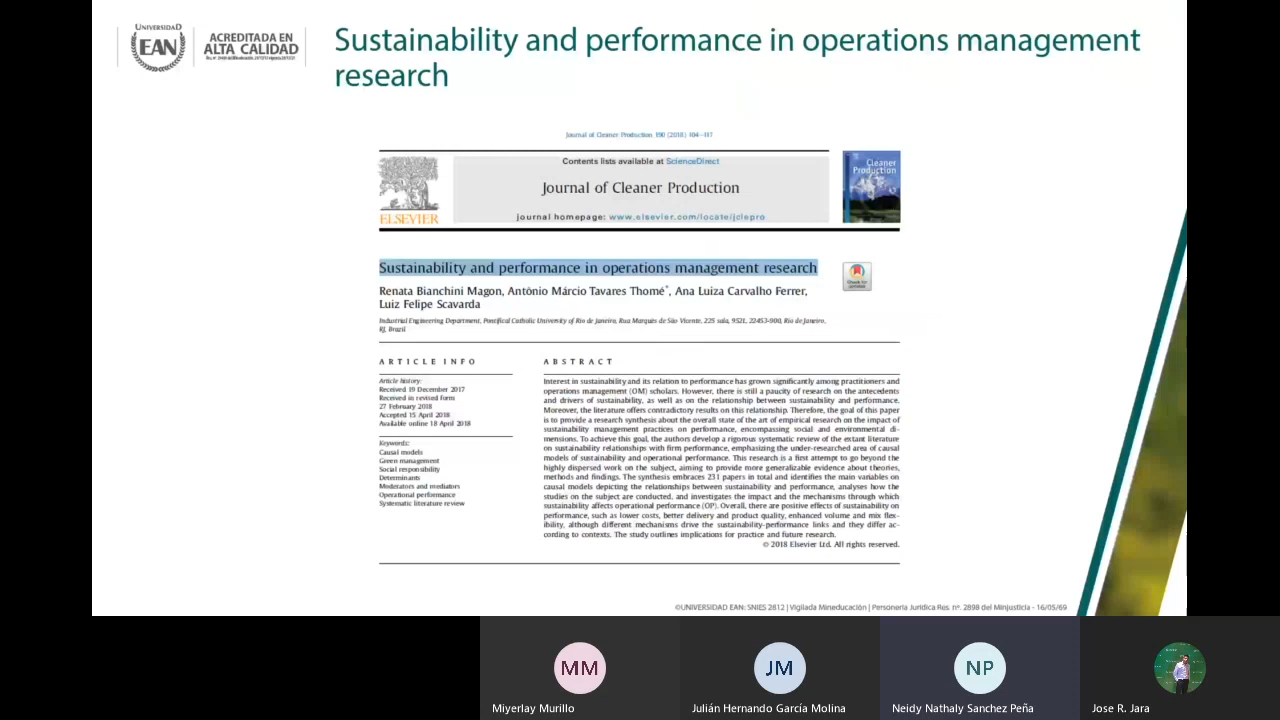 UNIVERSIDAD
EAN
ACREDITADA EN
ALTA CALIDAD
Sustainability and performance in operations management
research
Journal of Cleaner Production 190 (2018) 104–117
Contents lists available at ScienceDirect
Journal of Cleaner Production
journal homepage: www.elsevier.com/locate/jclepro
ELSEVIER
Cleaner
Production
Sustainability and performance in operations management research
Check for
updates
Renata Bianchini Magon, Antônio Márcio Tavares Thomé*, Ana Luiza Carvalho Ferrer,
Luiz Felipe Scavarda
Industrial Engineering Department, Pontifical Catholic University of Rio de Janeiro, Rua Marquês de São Vicente, 225 sala, 952L, 22453-900, Rio de Janeiro,
RJ, Brazil
ARTICLE INFO
Article history:
Received 19 December 2017
Received in revised form
27 February 2018
Accepted 15 April 2018
Available online 18 April 2018
Keywords:
Causal models
Green management
Social responsibility
Determinants
Moderators and mediators
Operational performance
Systematic literature review
ABSTRACT
Interest in sustainability and its relation to performance has grown significantly among practitioners and
operations management (OM) scholars. However, there is still a paucity of research on the antecedents
and drivers of sustainability, as well as on the relationship between sustainability and performance.
Moreover, the literature offers contradictory results on this relationship. Therefore, the goal of this paper
is to provide a research synthesis about the overall state of the art of empirical research on the impact of
sustainability management practices on performance, encompassing social and environmental di-
mensions. To achieve this goal, the authors develop a rigorous systematic review of the extant literature
on sustainability relationships with firm performance, emphasizing the under-researched area of causal
models of sustainability and operational performance. This research is a first attempt to go beyond the
highly dispersed work on the subject, aiming to provide more generalizable evidence about theories,
methods and findings. The synthesis embraces 231 papers in total and identifies the main variables on
causal models depicting the relationships between sustainability and performance, analyses how the
studies on the subject are conducted, and investigates the impact and the mechanisms through which
sustainability affects operational performance (OP). Overall, there are positive effects of sustainability on
performance, such as lower costs, better delivery and product quality, enhanced volume and mix flex-
ibility, although different mechanisms drive the sustainability-performance links and they differ ac-
cording to contexts. The study outlines implications for practice and future research.
© 2018 Elsevier Ltd. All rights reserved.
©UNIVERSIDAD EAN: SNIES 2812 | Vigilada Mineducación | Personería Jurídica Res. nº. 2898 del Minjusticia - 16/05/69
MM
JM
NP
Miyerlay Murillo
Julián Hernando García Molina
Neidy Nathaly Sanchez Peña
Jose R. Jara